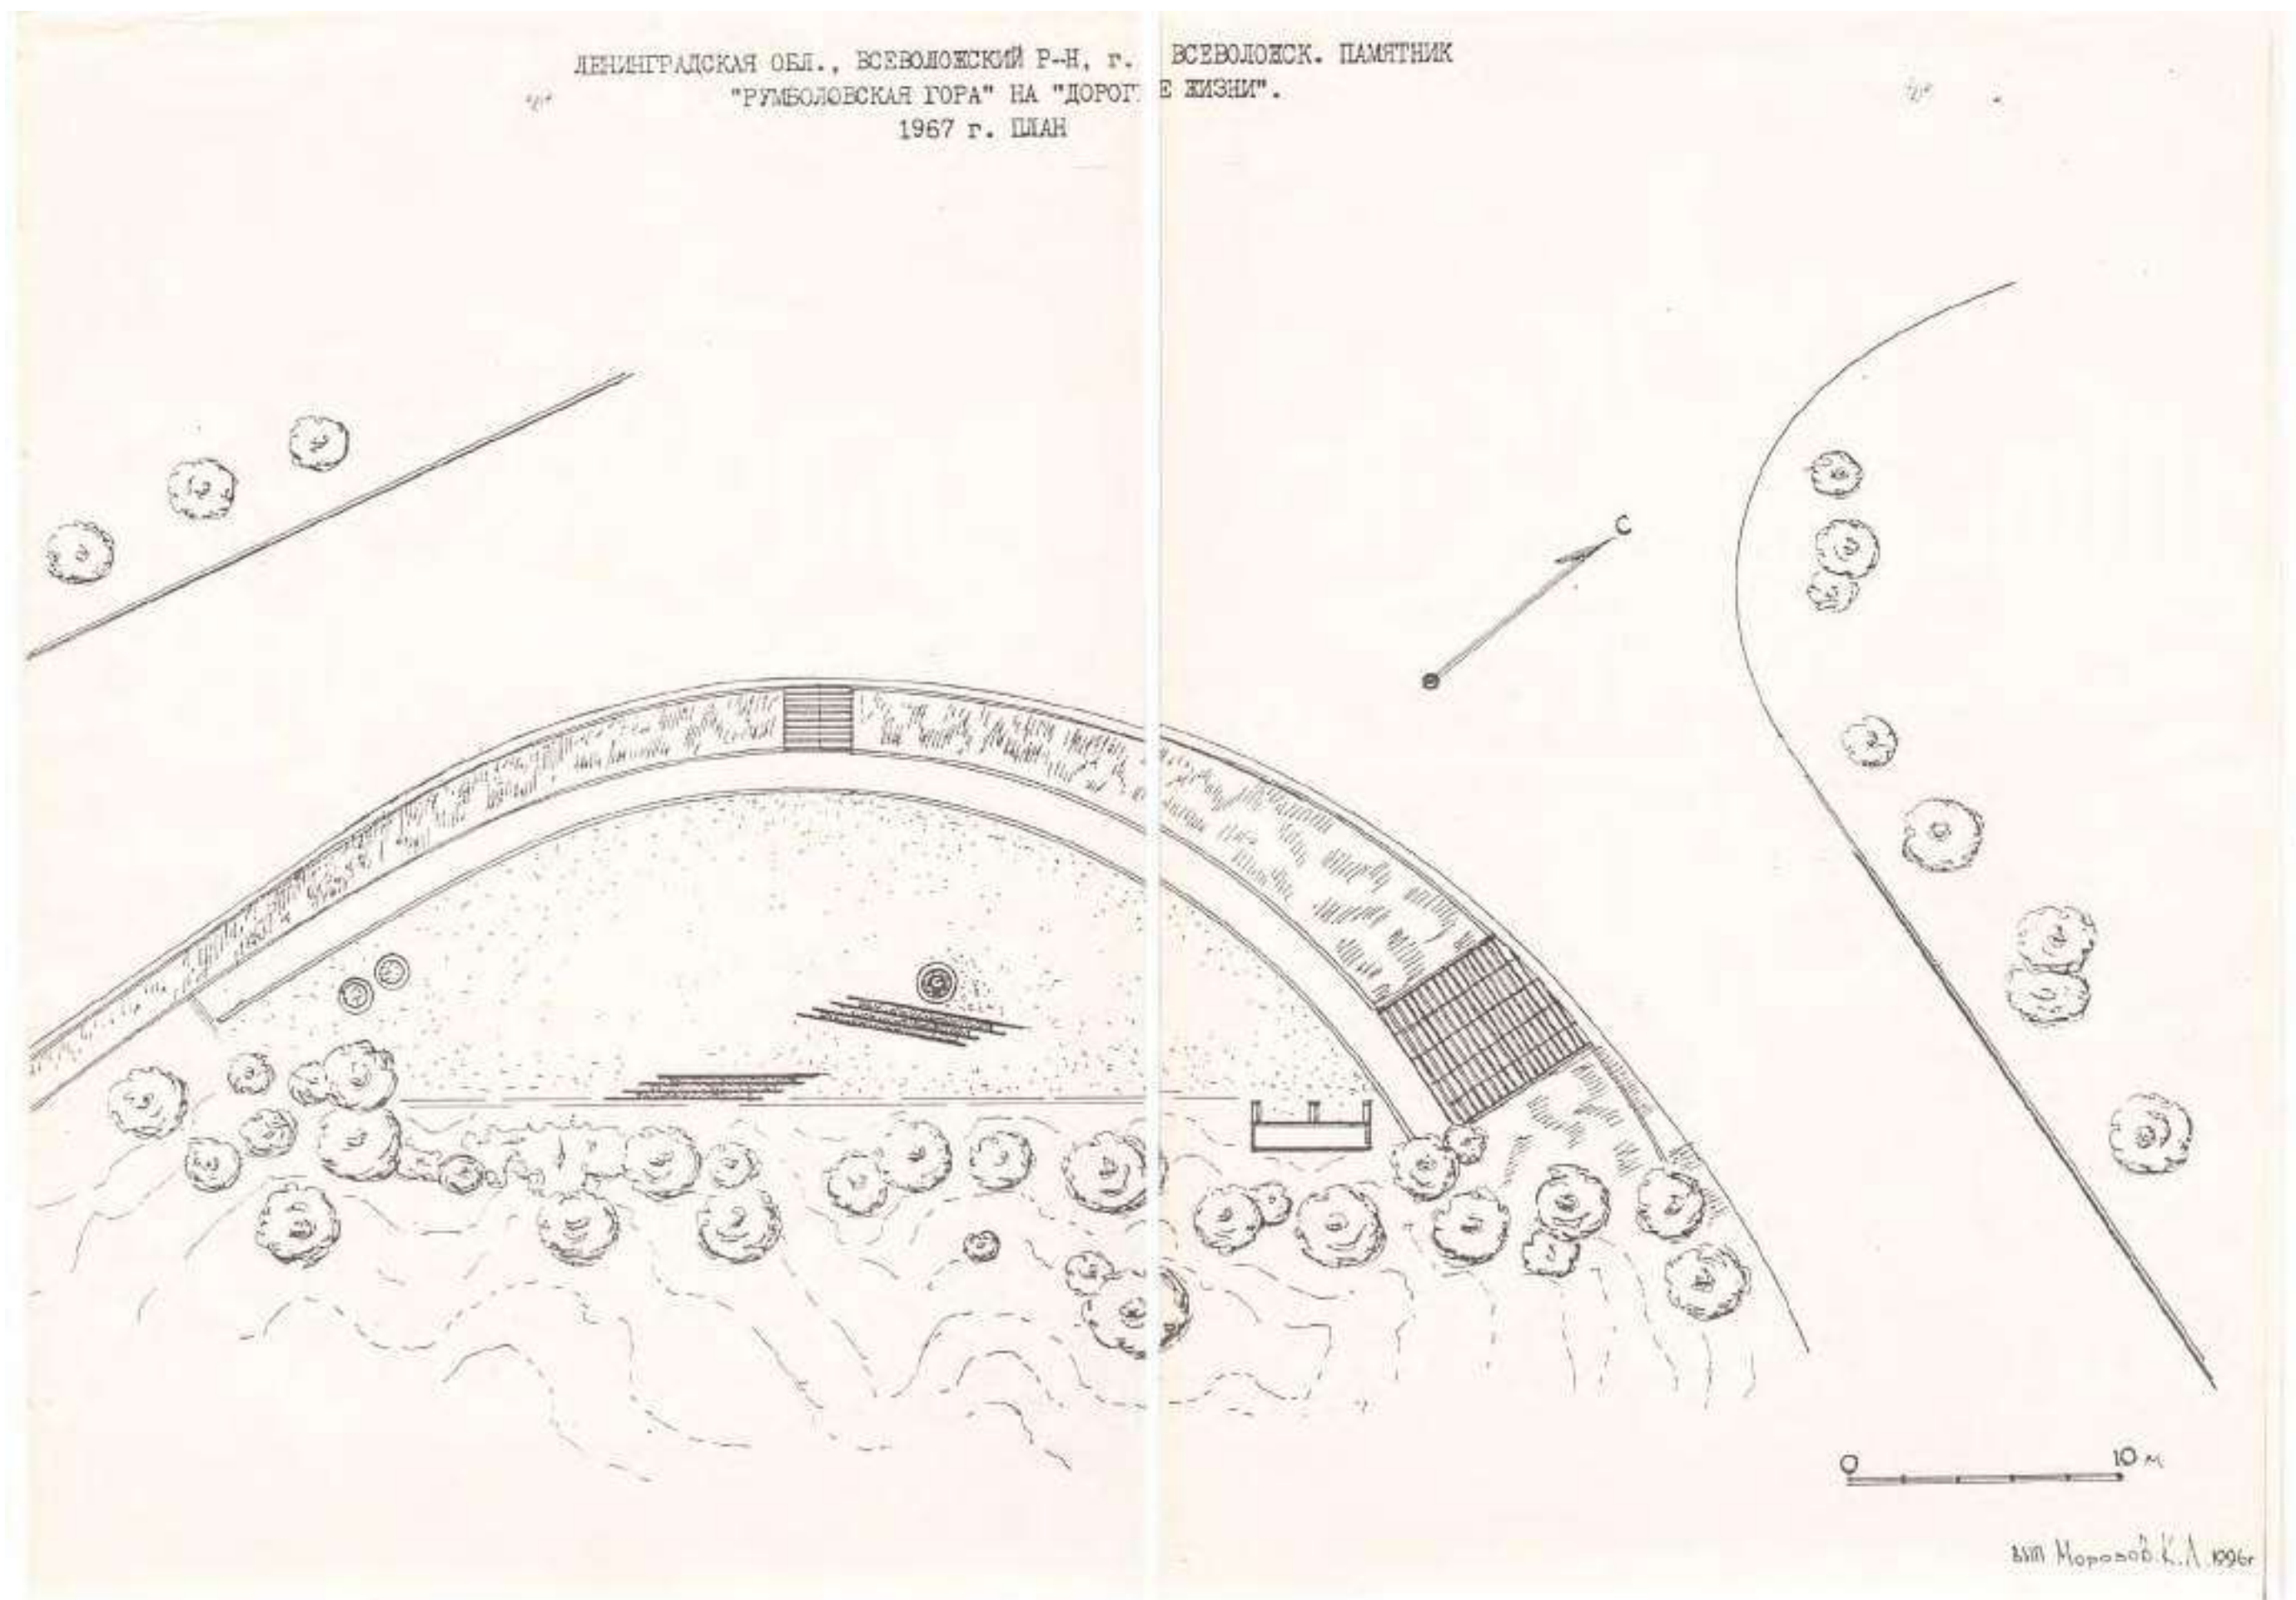 ЛЕНИНГРАДСКАЯ ОБЛ., ВСЕВОЛОЖСКИЙ Р-Н, г. ВСЕВОЛОЖСК. ПАМЯТНИК
"РУМБОЛОВСКАЯ ГОРА" НА "ДОРОГЕ ЖИЗНИ".
1967 г. ПЛАН
С
0 10 м
вып Морозов К.Л. 1996г